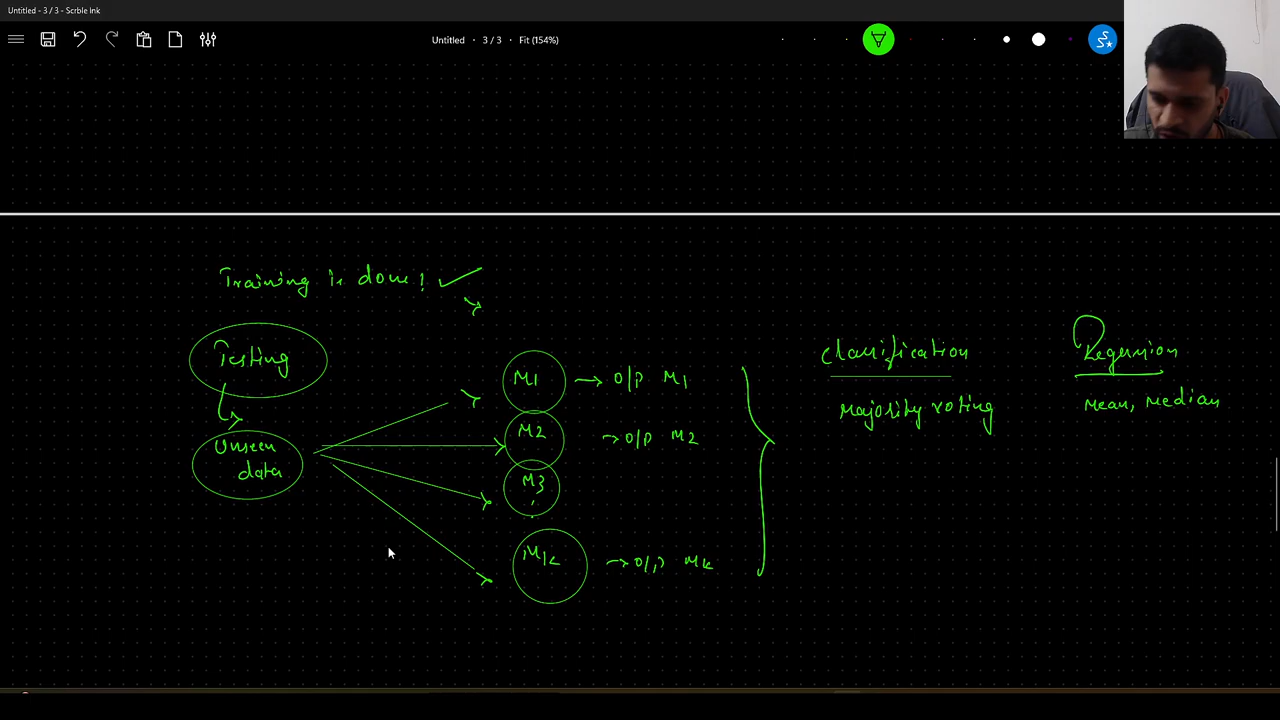 Untitled - 3 / 3 - Scrble Ink
Untitled • 3 / 3 • Fit (154%)
Training is done!
Testing
Unseen
data
M1 → O/P M1
M2 → O/P M2
M3
Mk → O/P Mk
Classification
Majority voting
Regression
Mean, Median